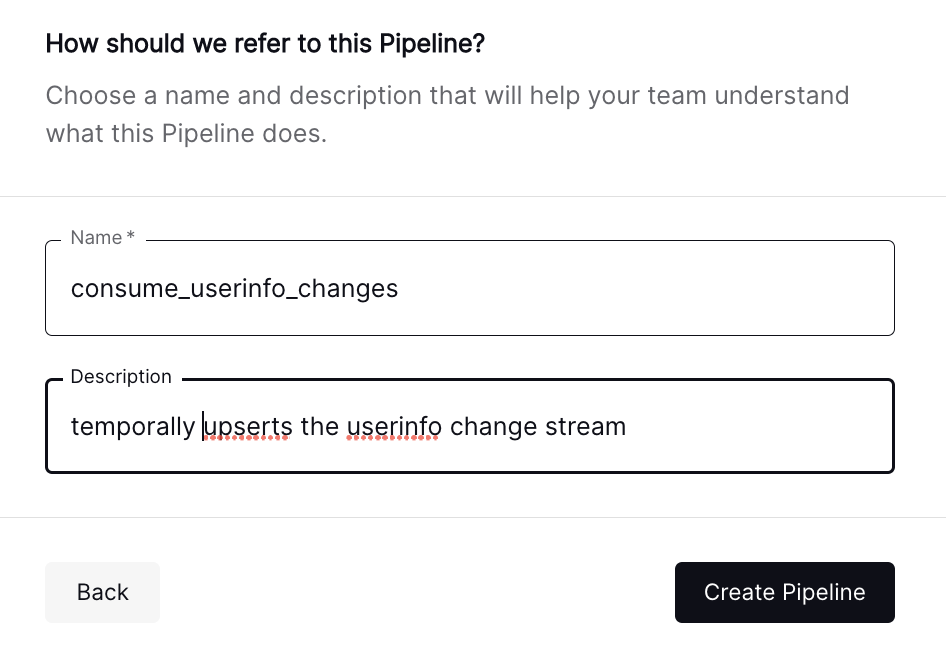 How should we refer to this Pipeline?
Choose a name and description that will help your team understand
what this Pipeline does.
Name *
consume_userinfo_changes
Description
temporally upserts the userinfo change stream
Back
Create Pipeline